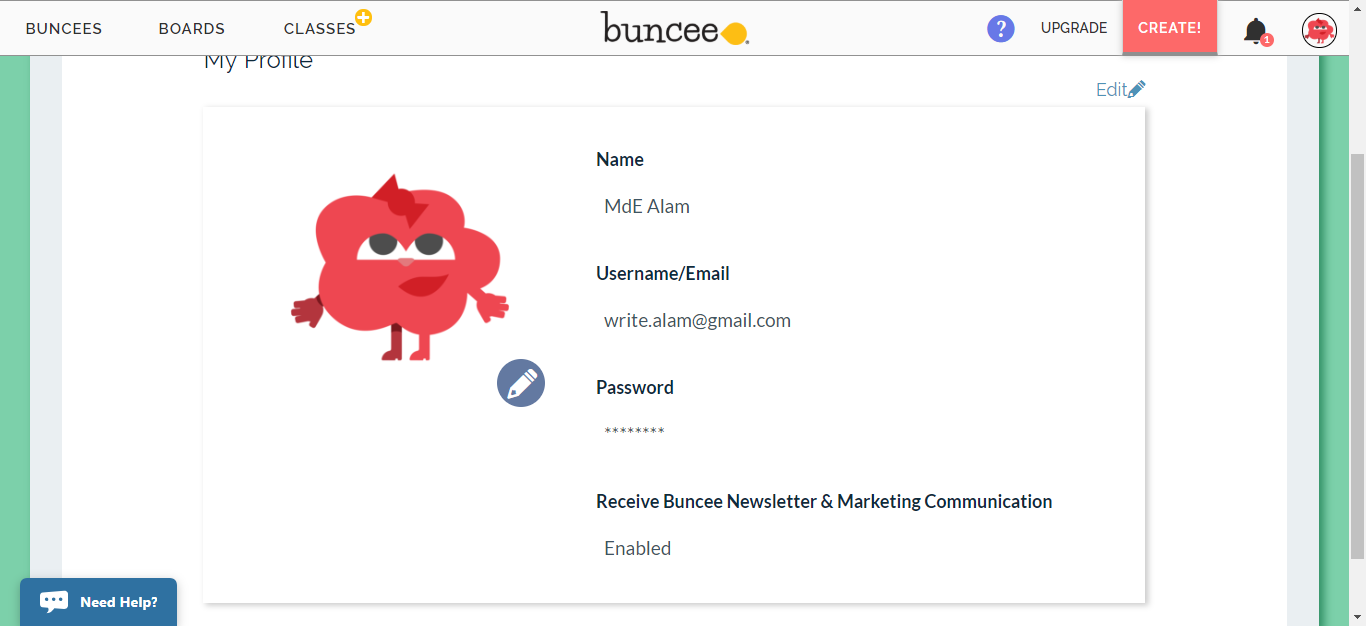 BUNCEES BOARDS CLASSES buncee ? UPGRADE CREATE! 1
My Profile
Edit
Name
MdE Alam
Username/Email
write.alam@gmail.com
Password
********
Receive Buncee Newsletter & Marketing Communication
Enabled
Need Help?